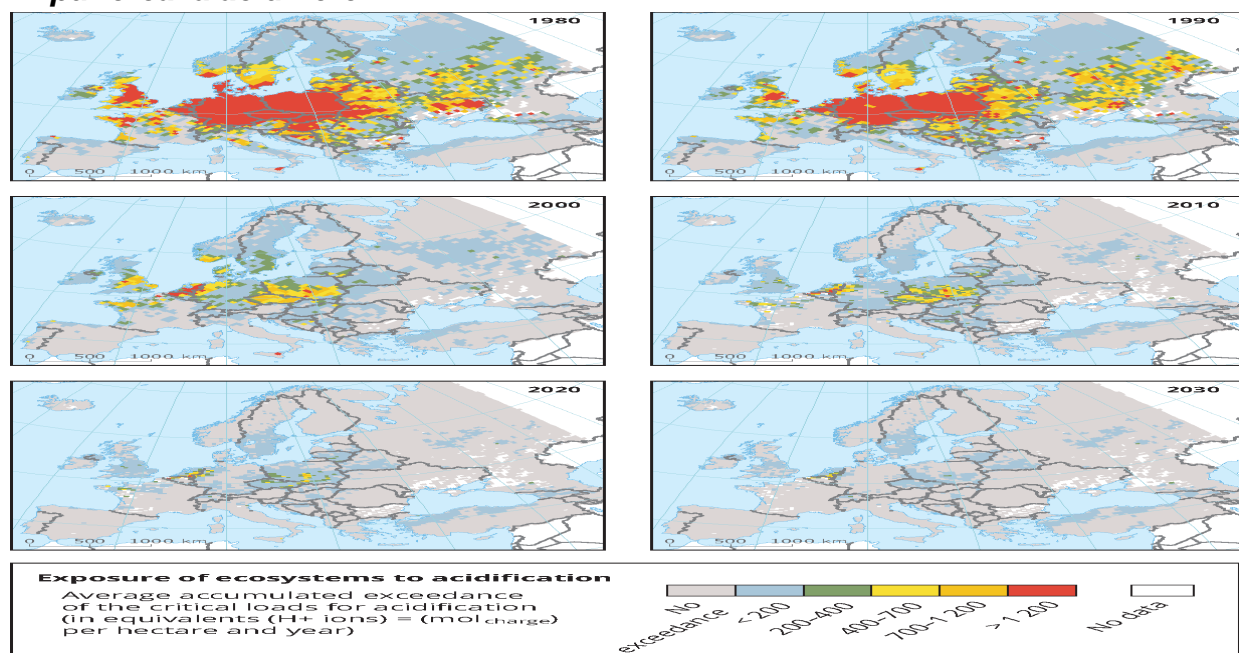 1980
1990
0 500 1000 km
0 500 1000 km
2000
2010
0 500 1000 km
0 500 1000 km
2020
2030
0 500 1000 km
0 500 1000 km
Exposure of ecosystems to acidification
Average accumulated exceedance
of the critical loads for acidification
(in equivalents (H+ ions) = (mol charge)
per hectare and year)
No
exceedance
<200
200–400
400–700
700–1 200
> 1 200
No data